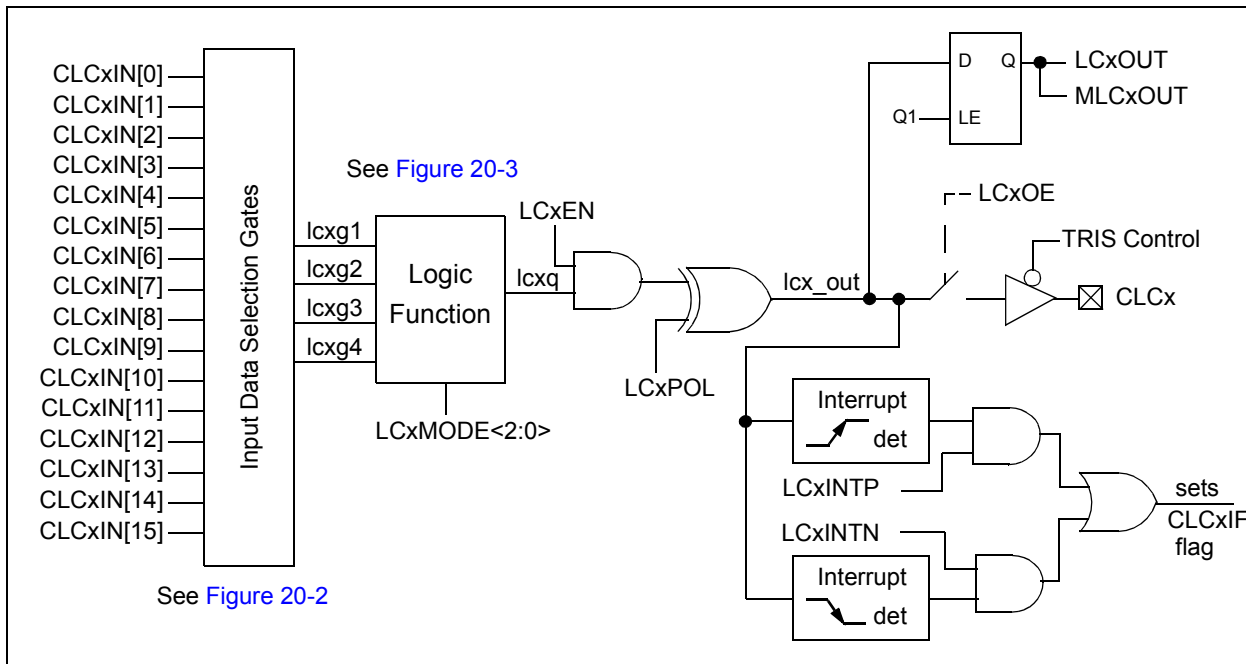 CLCxIN[0]
CLCxIN[1]
CLCxIN[2]
CLCxIN[3]
CLCxIN[4]
CLCxIN[5]
CLCxIN[6]
CLCxIN[7]
CLCxIN[8]
CLCxIN[9]
CLCxIN[10]
CLCxIN[11]
CLCxIN[12]
CLCxIN[13]
CLCxIN[14]
CLCxIN[15]
Input Data Selection Gates
See Figure 20-2
lcxg1
lcxg2
lcxg3
lcxg4
See Figure 20-3
Logic
Function
LCxMODE<2:0>
LCxEN
lcxq
LCxPOL
lcx_out
D
Q
Q1
LE
LCxOUT
MLCxOUT
LCxOE
TRIS Control
CLCx
Interrupt
det
LCxINTP
LCxINTN
Interrupt
det
sets
CLCxIF
flag